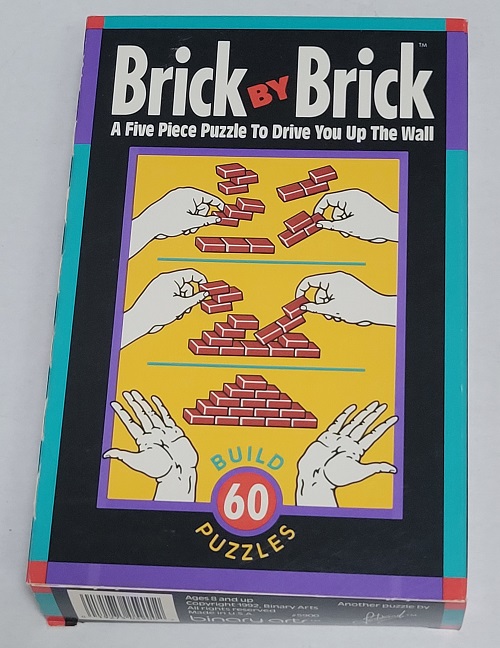 Brick BY Brick™
A Five Piece Puzzle To Drive You Up The Wall
BUILD
60
PUZZLES
Ages 8 and up
Copyright 1992, Binary Arts
All rights reserved
Made in U.S.A.
binary arts
Another puzzle by